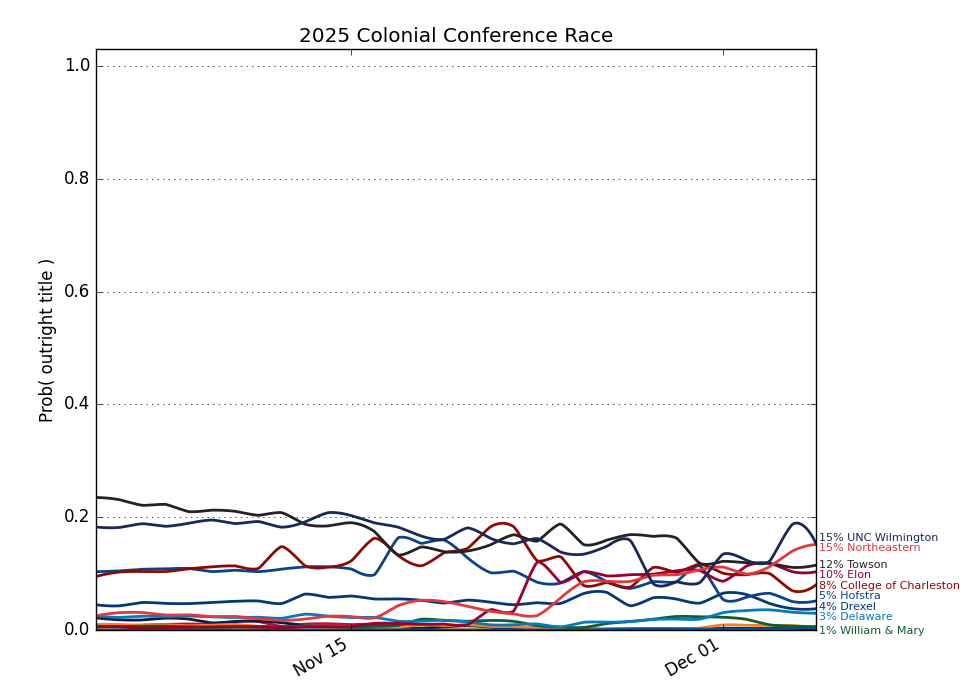 2025 Colonial Conference Race
1.0
0.8
0.6
0.4
0.2
0.0
Prob( outright title )
Nov 15
Dec 01
15% UNC Wilmington
15% Northeastern
12% Towson
10% Elon
8% College of Charleston
5% Hofstra
4% Drexel
3% Delaware
1% William & Mary